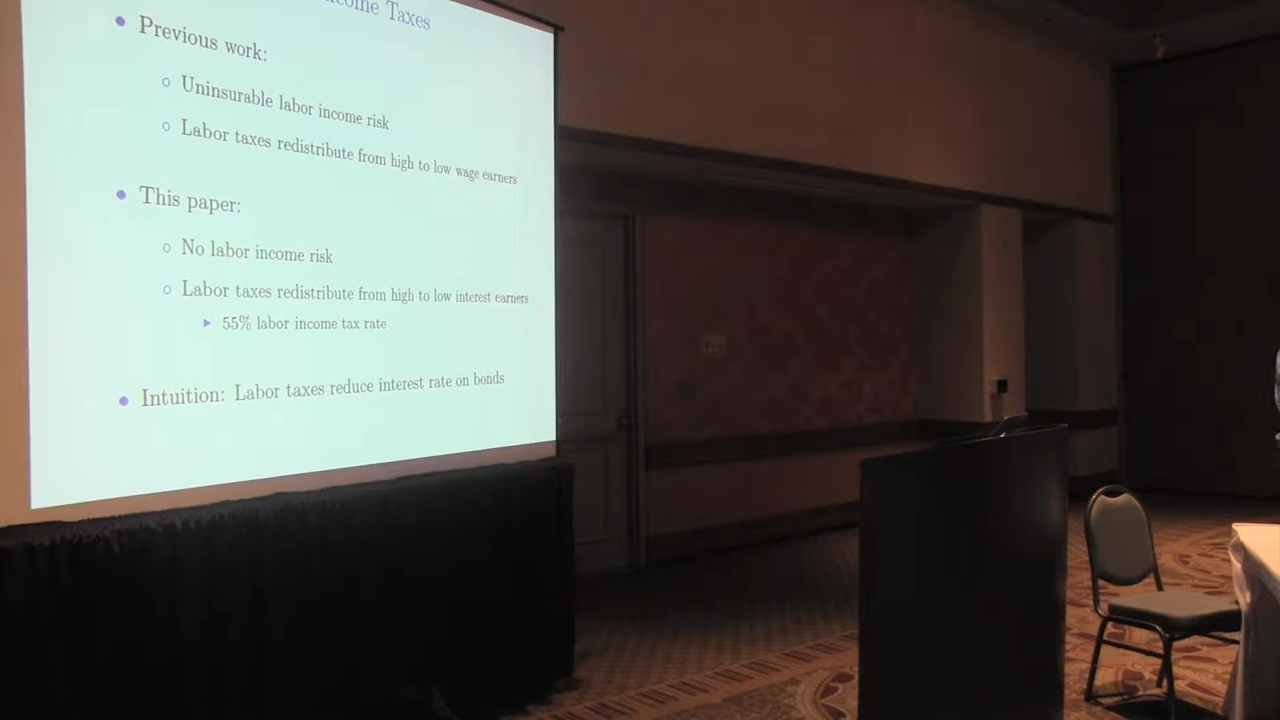 Taxes
Previous work:
Uninsurable labor income risk
Labor taxes redistribute from high to low wage earners
This paper:
No labor income risk
Labor taxes redistribute from high to low interest earners
55% labor income tax rate
Intuition: Labor taxes reduce interest rate on bonds